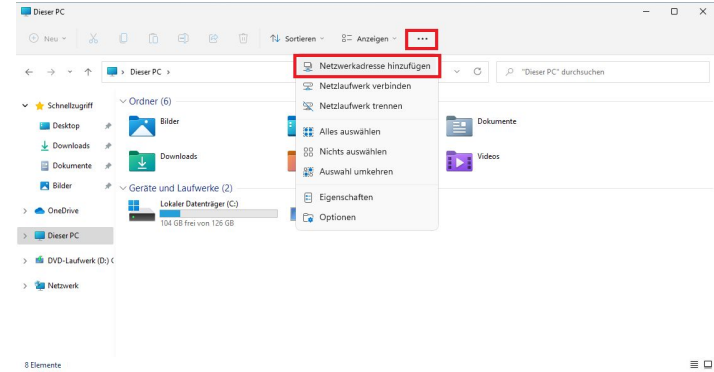 Dieser PC
Neu
Sortieren
Anzeigen
Dieser PC
"Dieser PC" durchsuchen
Netzwerkadresse hinzufügen
Netzlaufwerk verbinden
Netzlaufwerk trennen
Alles auswählen
Nichts auswählen
Auswahl umkehren
Eigenschaften
Optionen
Schnellzugriff
Desktop
Downloads
Dokumente
Bilder
OneDrive
Dieser PC
DVD-Laufwerk (D:)
Netzwerk
Ordner (6)
Bilder
Dokumente
Downloads
Videos
Geräte und Laufwerke (2)
Lokaler Datenträger (C:)
104 GB frei von 126 GB
8 Elemente